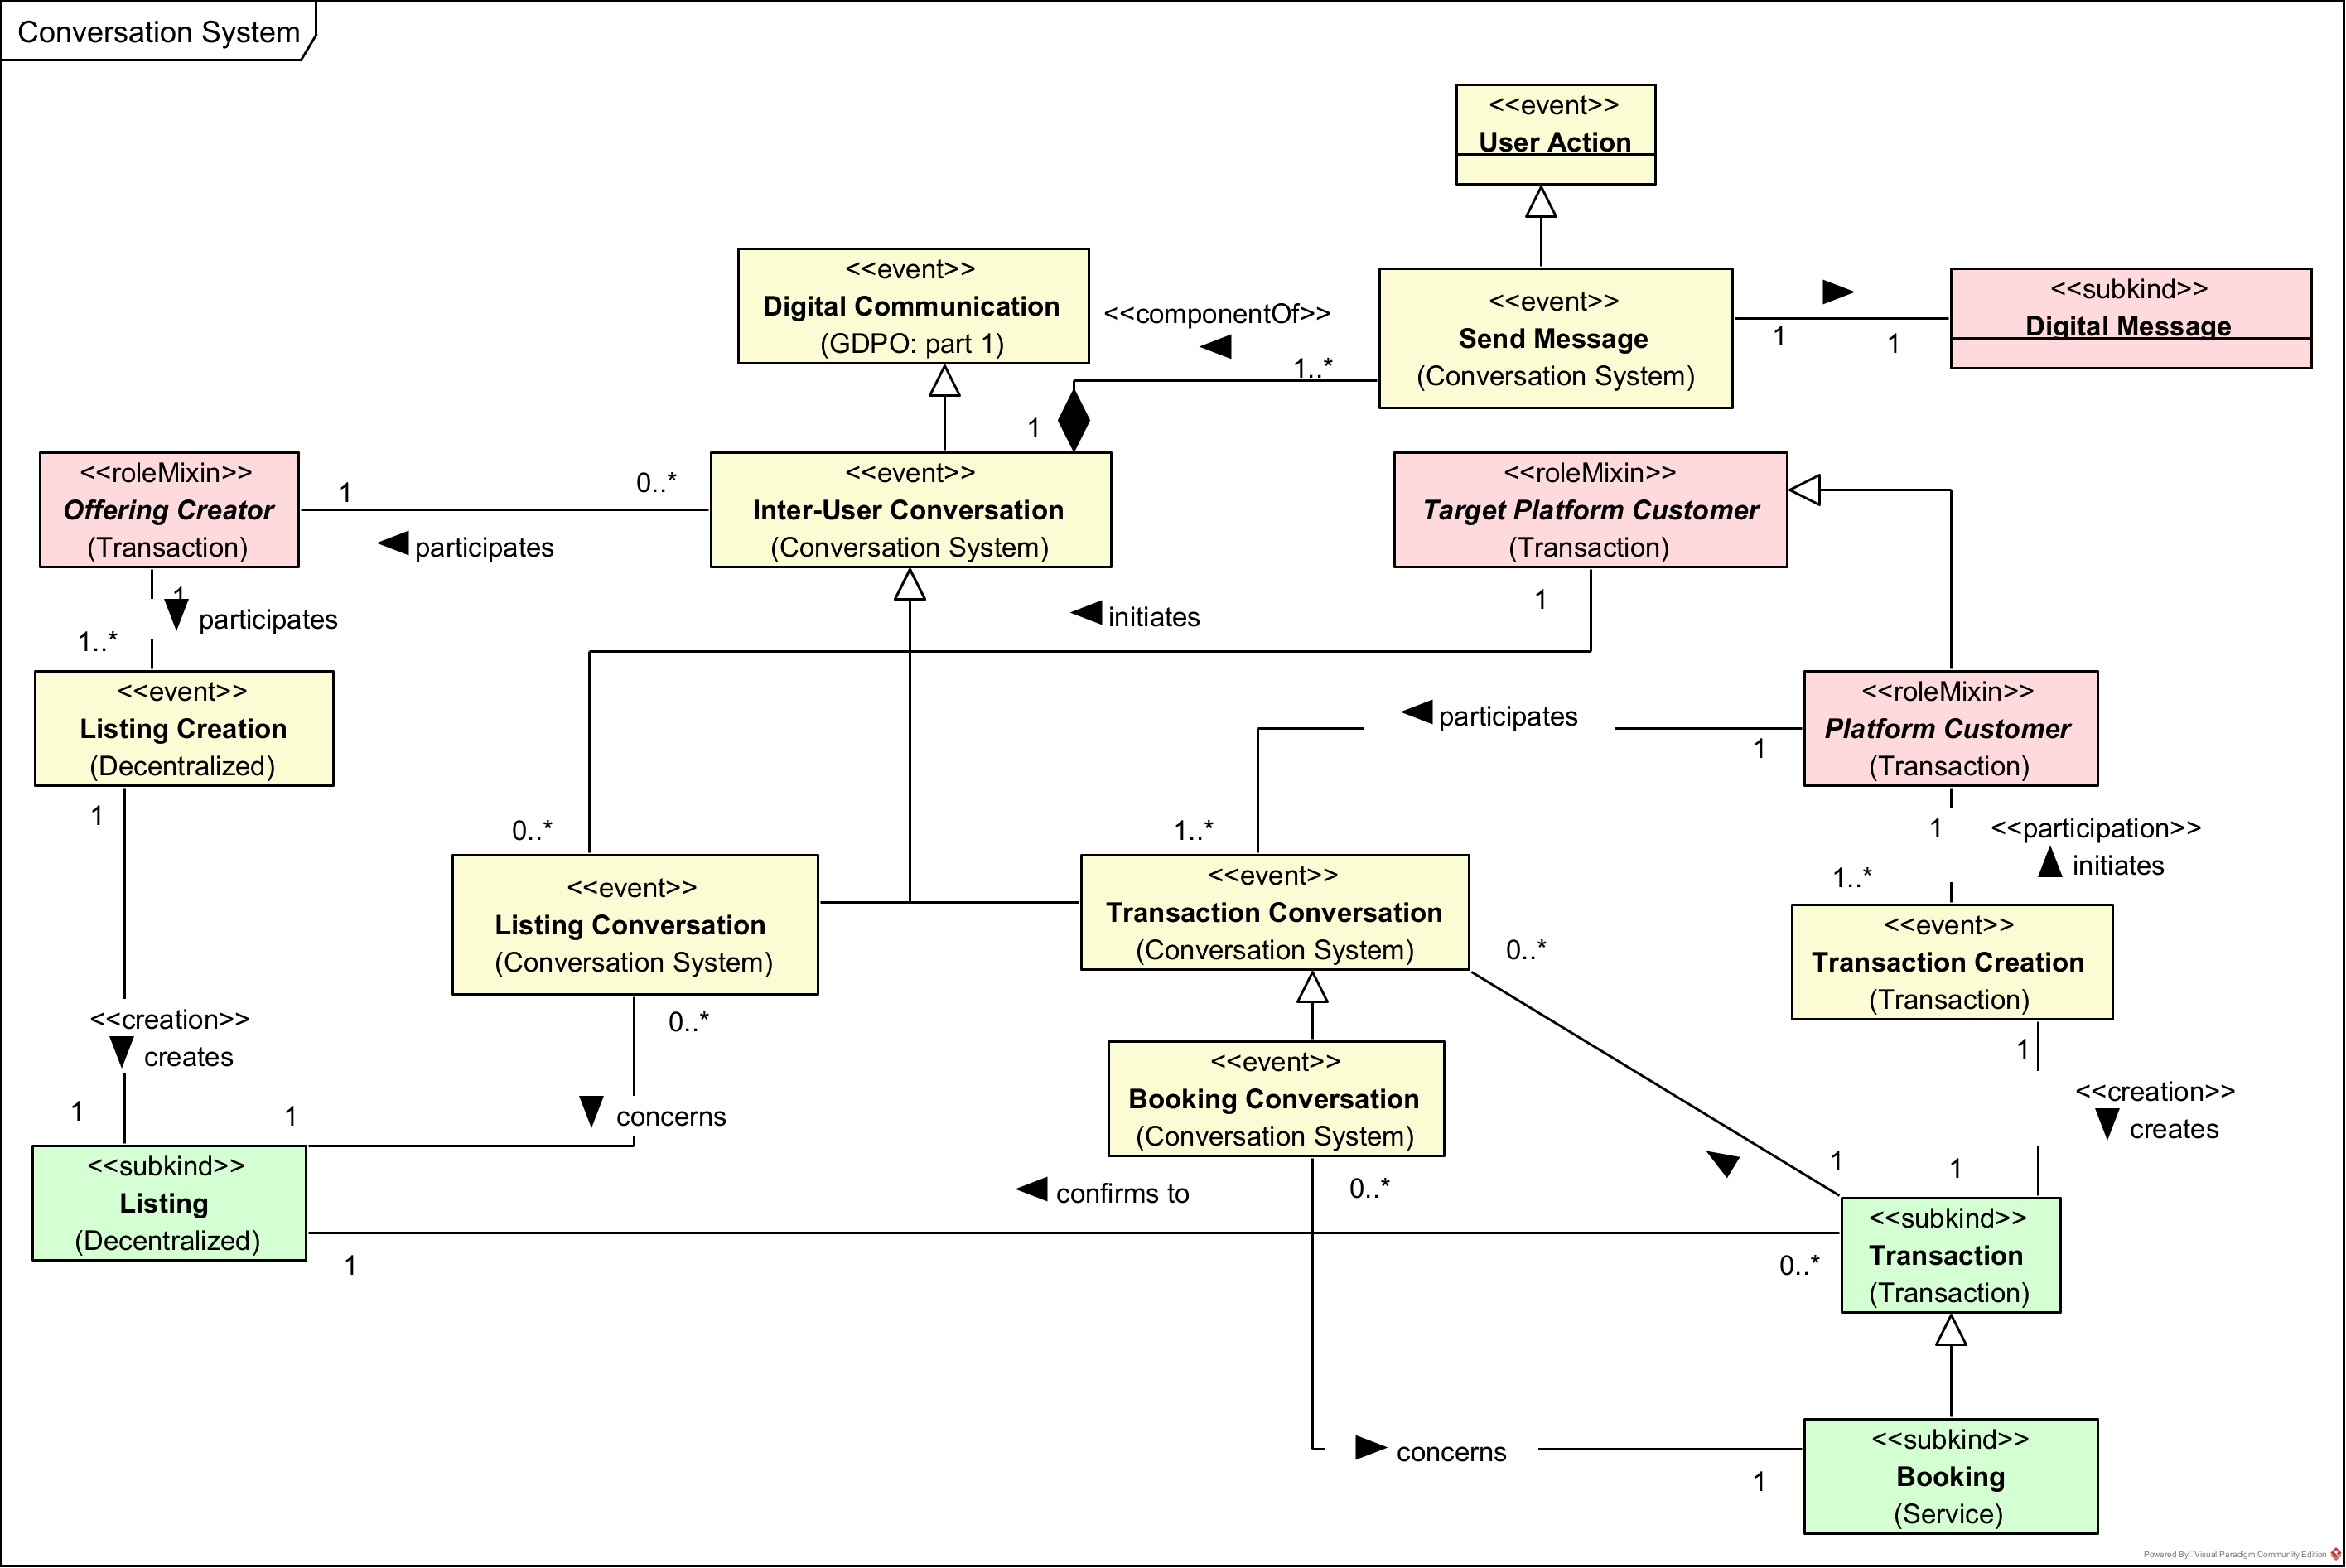 Conversation System
<<event>>
User Action
<<event>>
Digital Communication
(GDPO: part 1)
<<componentOf>>
1..*
1
<<event>>
Send Message
(Conversation System)
1
1
<<subkind>>
Digital Message
<<roleMixin>>
Offering Creator
(Transaction)
1
0..*
participates
<<event>>
Inter-User Conversation
(Conversation System)
<<roleMixin>>
Target Platform Customer
(Transaction)
1
participates
1..*
initiates
1
<<event>>
Listing Creation
(Decentralized)
participates
1
<<roleMixin>>
Platform Customer
(Transaction)
1
0..*
1..*
1
<<participation>>
initiates
1..*
<<event>>
Listing Conversation
(Conversation System)
<<event>>
Transaction Conversation
(Conversation System)
0..*
<<event>>
Transaction Creation
(Transaction)
<<creation>>
creates
0..*
1
1
concerns
<<event>>
Booking Conversation
(Conversation System)
1
<<creation>>
creates
1
1
<<subkind>>
Listing
(Decentralized)
confirms to
0..*
1
0..*
<<subkind>>
Transaction
(Transaction)
concerns
1
<<subkind>>
Booking
(Service)
Powered By Visual Paradigm Community Edition